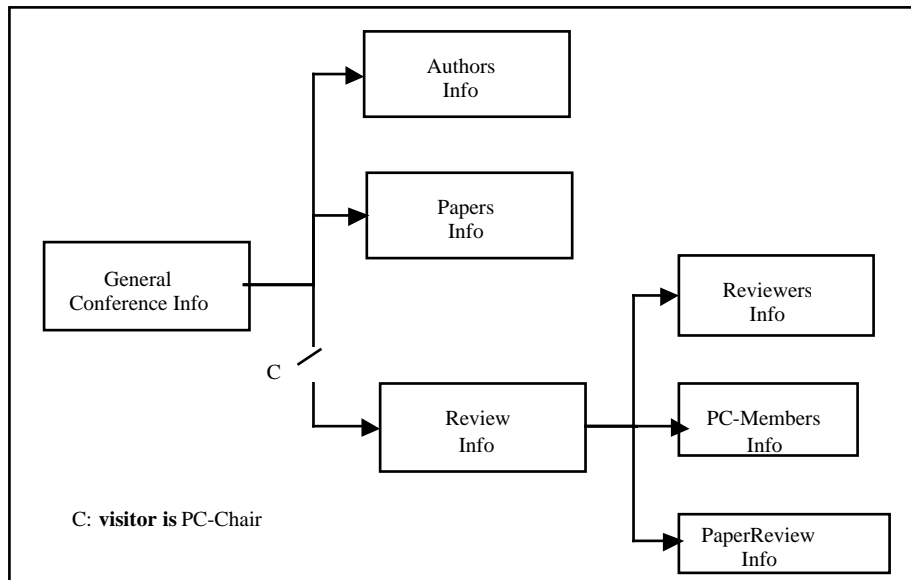 Authors
Info
Papers
Info
General
Conference Info
Reviewers
Info
C
Review
Info
PC-Members
Info
C: visitor is PC-Chair
PaperReview
Info